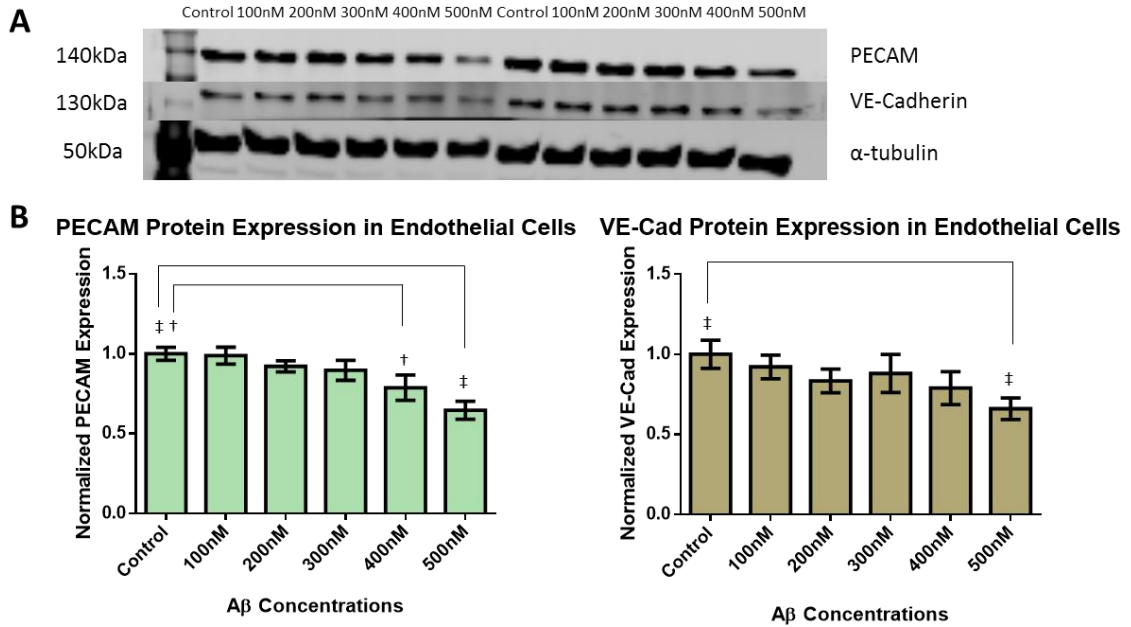 A
Control 100nM 200nM 300nM 400nM 500nM Control 100nM 200nM 300nM 400nM 500nM
140kDa PECAM
130kDa VE-Cadherin
50kDa α-tubulin
B
PECAM Protein Expression in Endothelial Cells
Normalized PECAM Expression
1.5
1.0
0.5
0.0
‡ †
†
‡
Control 100nM 200nM 300nM 400nM 500nM
Aβ Concentrations
VE-Cad Protein Expression in Endothelial Cells
Normalized VE-Cad Expression
1.5
1.0
0.5
0.0
‡
‡
Control 100nM 200nM 300nM 400nM 500nM
Aβ Concentrations